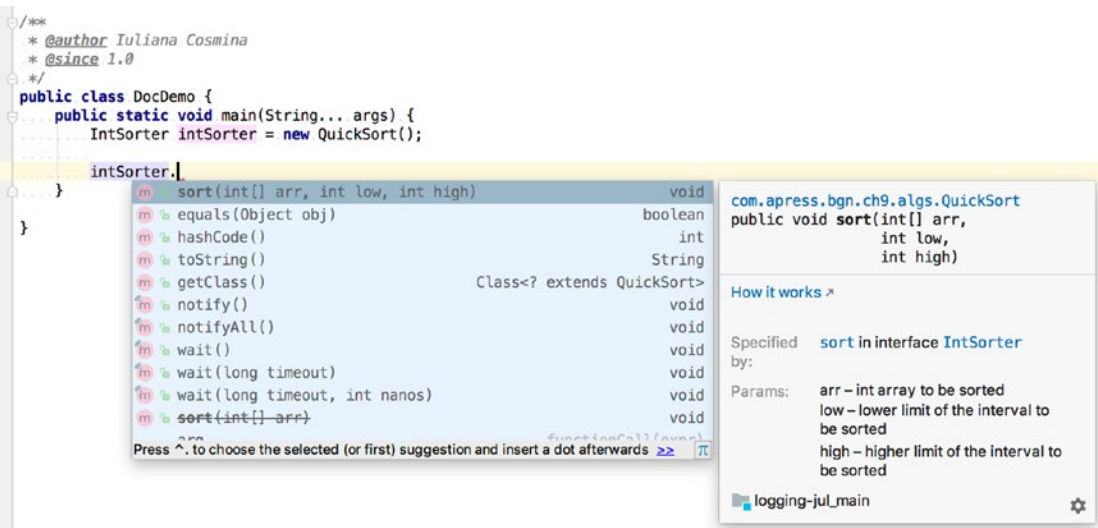 /**
* @author Iuliana Cosmina
* @since 1.0
*/
public class DocDemo {
public static void main(String... args) {
IntSorter intSorter = new QuickSort();
intSorter.
}
}
m sort(int[] arr, int low, int high) void
m equals(Object obj) boolean
m hashCode() int
m toString() String
m getClass() Class<? extends QuickSort>
m notify() void
m notifyAll() void
m wait() void
m wait(long timeout) void
m wait(long timeout, int nanos) void
m sort(int[] arr) void
arg functionCall(expr)
Press ^. to choose the selected (or first) suggestion and insert a dot afterwards >> π
com.apress.bgn.ch9.algs.QuickSort
public void sort(int[] arr,
int low,
int high)
How it works ↗
Specified by: sort in interface IntSorter
Params: arr – int array to be sorted
low – lower limit of the interval to
be sorted
high – higher limit of the interval to
be sorted
logging-jul_main